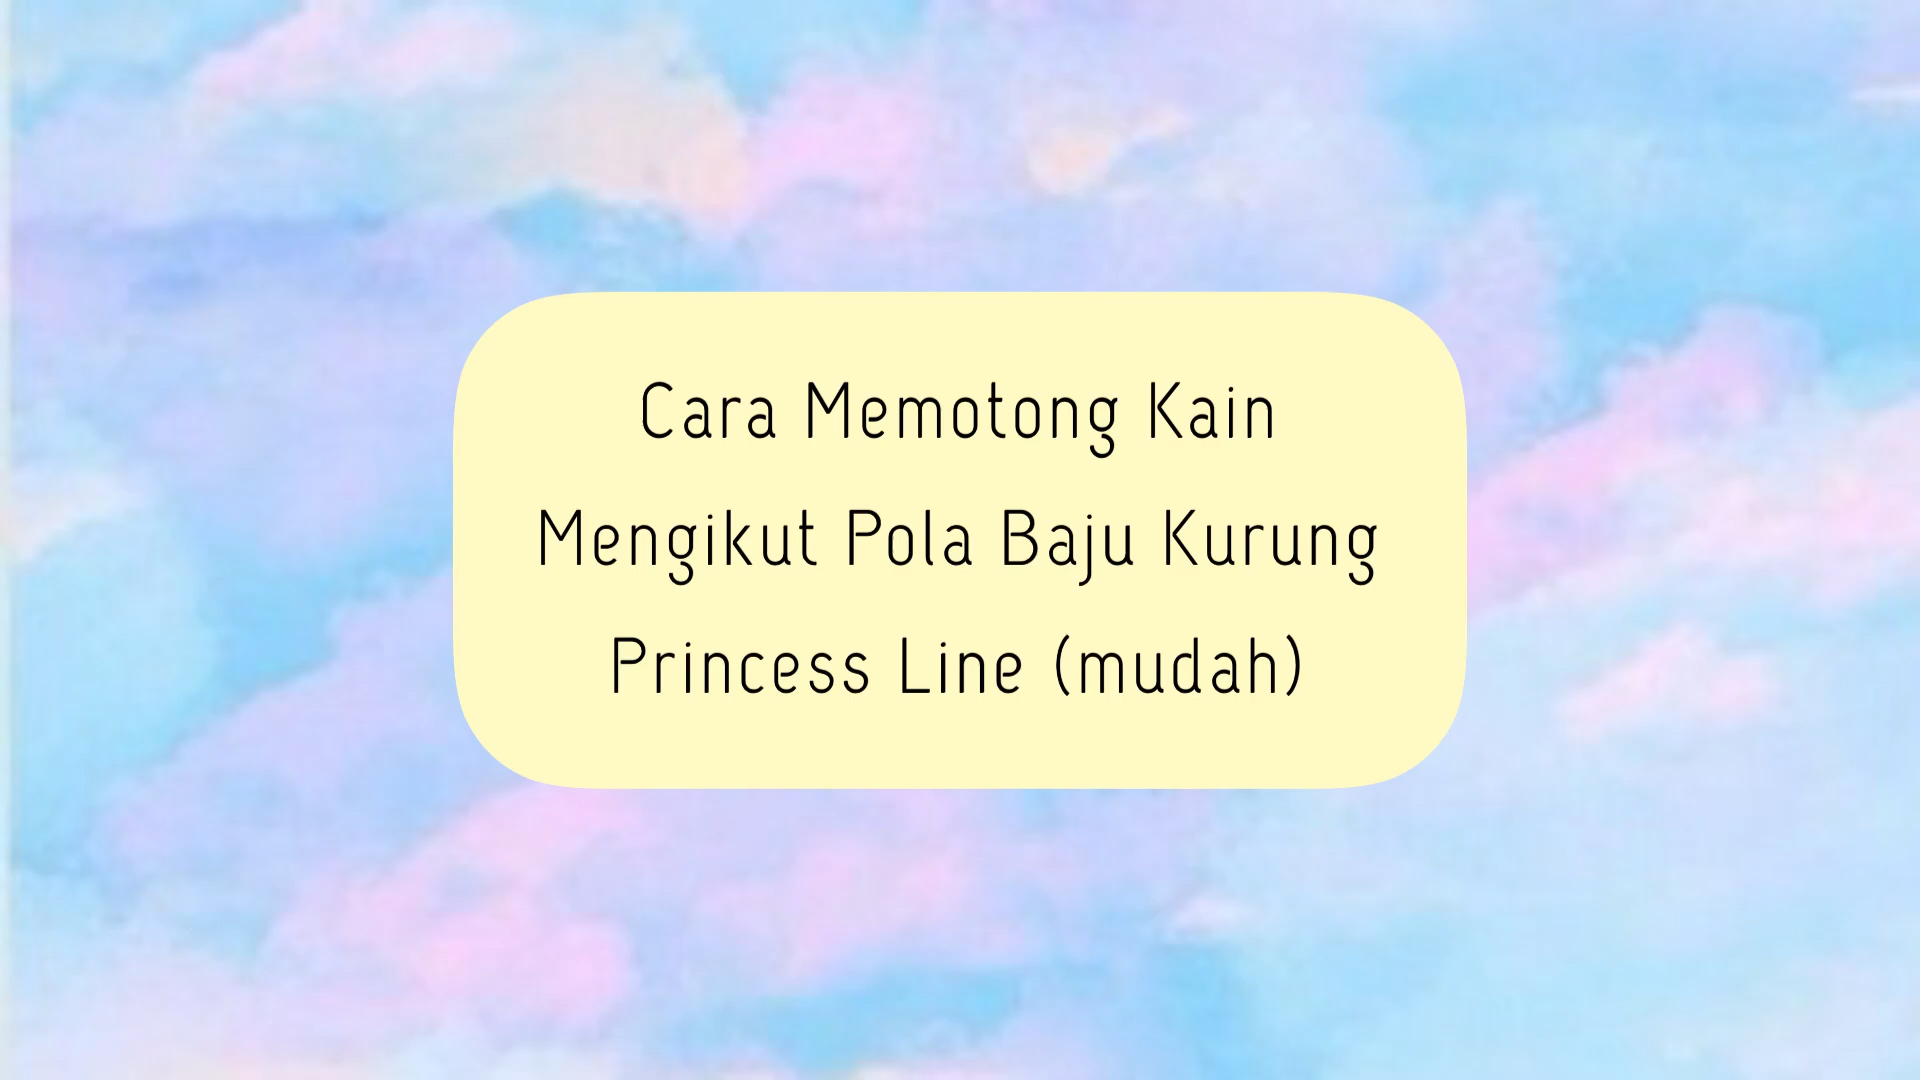 Cara Memotong Kain
Mengikut Pola Baju Kurung
Princess Line (mudah)